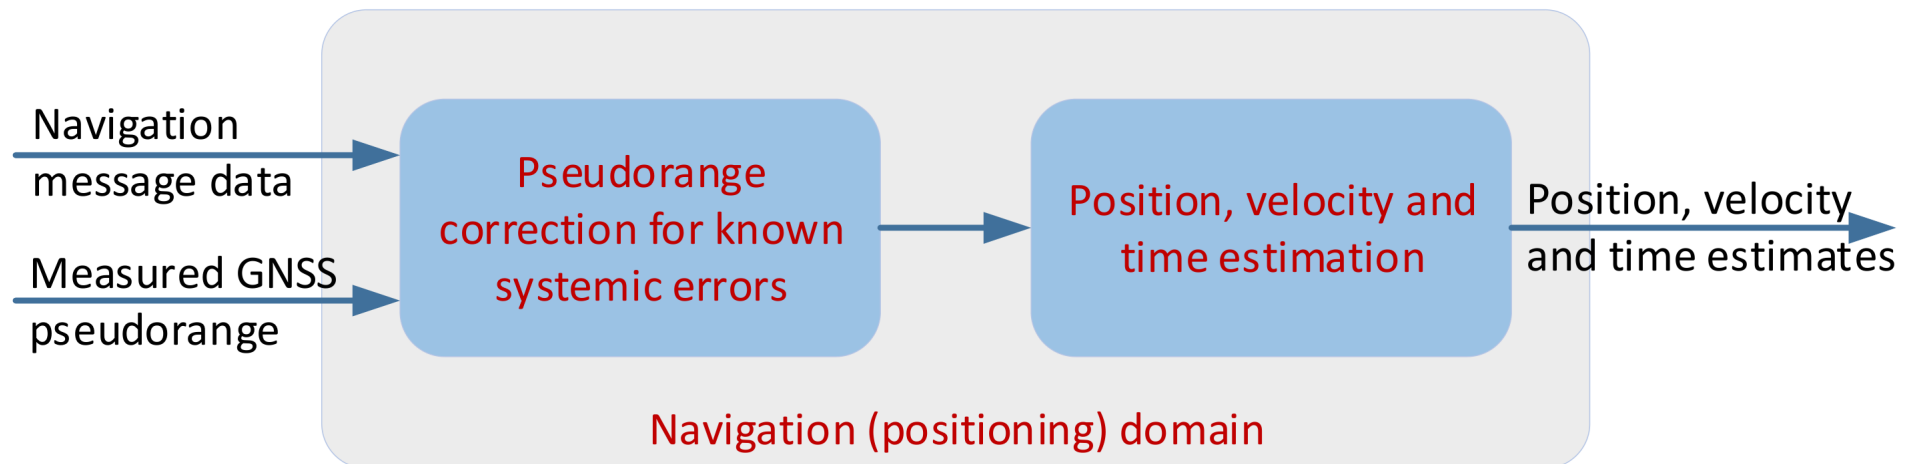 Navigation
message data
Measured GNSS
pseudorange
Pseudorange
correction for known
systemic errors
Position, velocity and
time estimation
Position, velocity
and time estimates
Navigation (positioning) domain